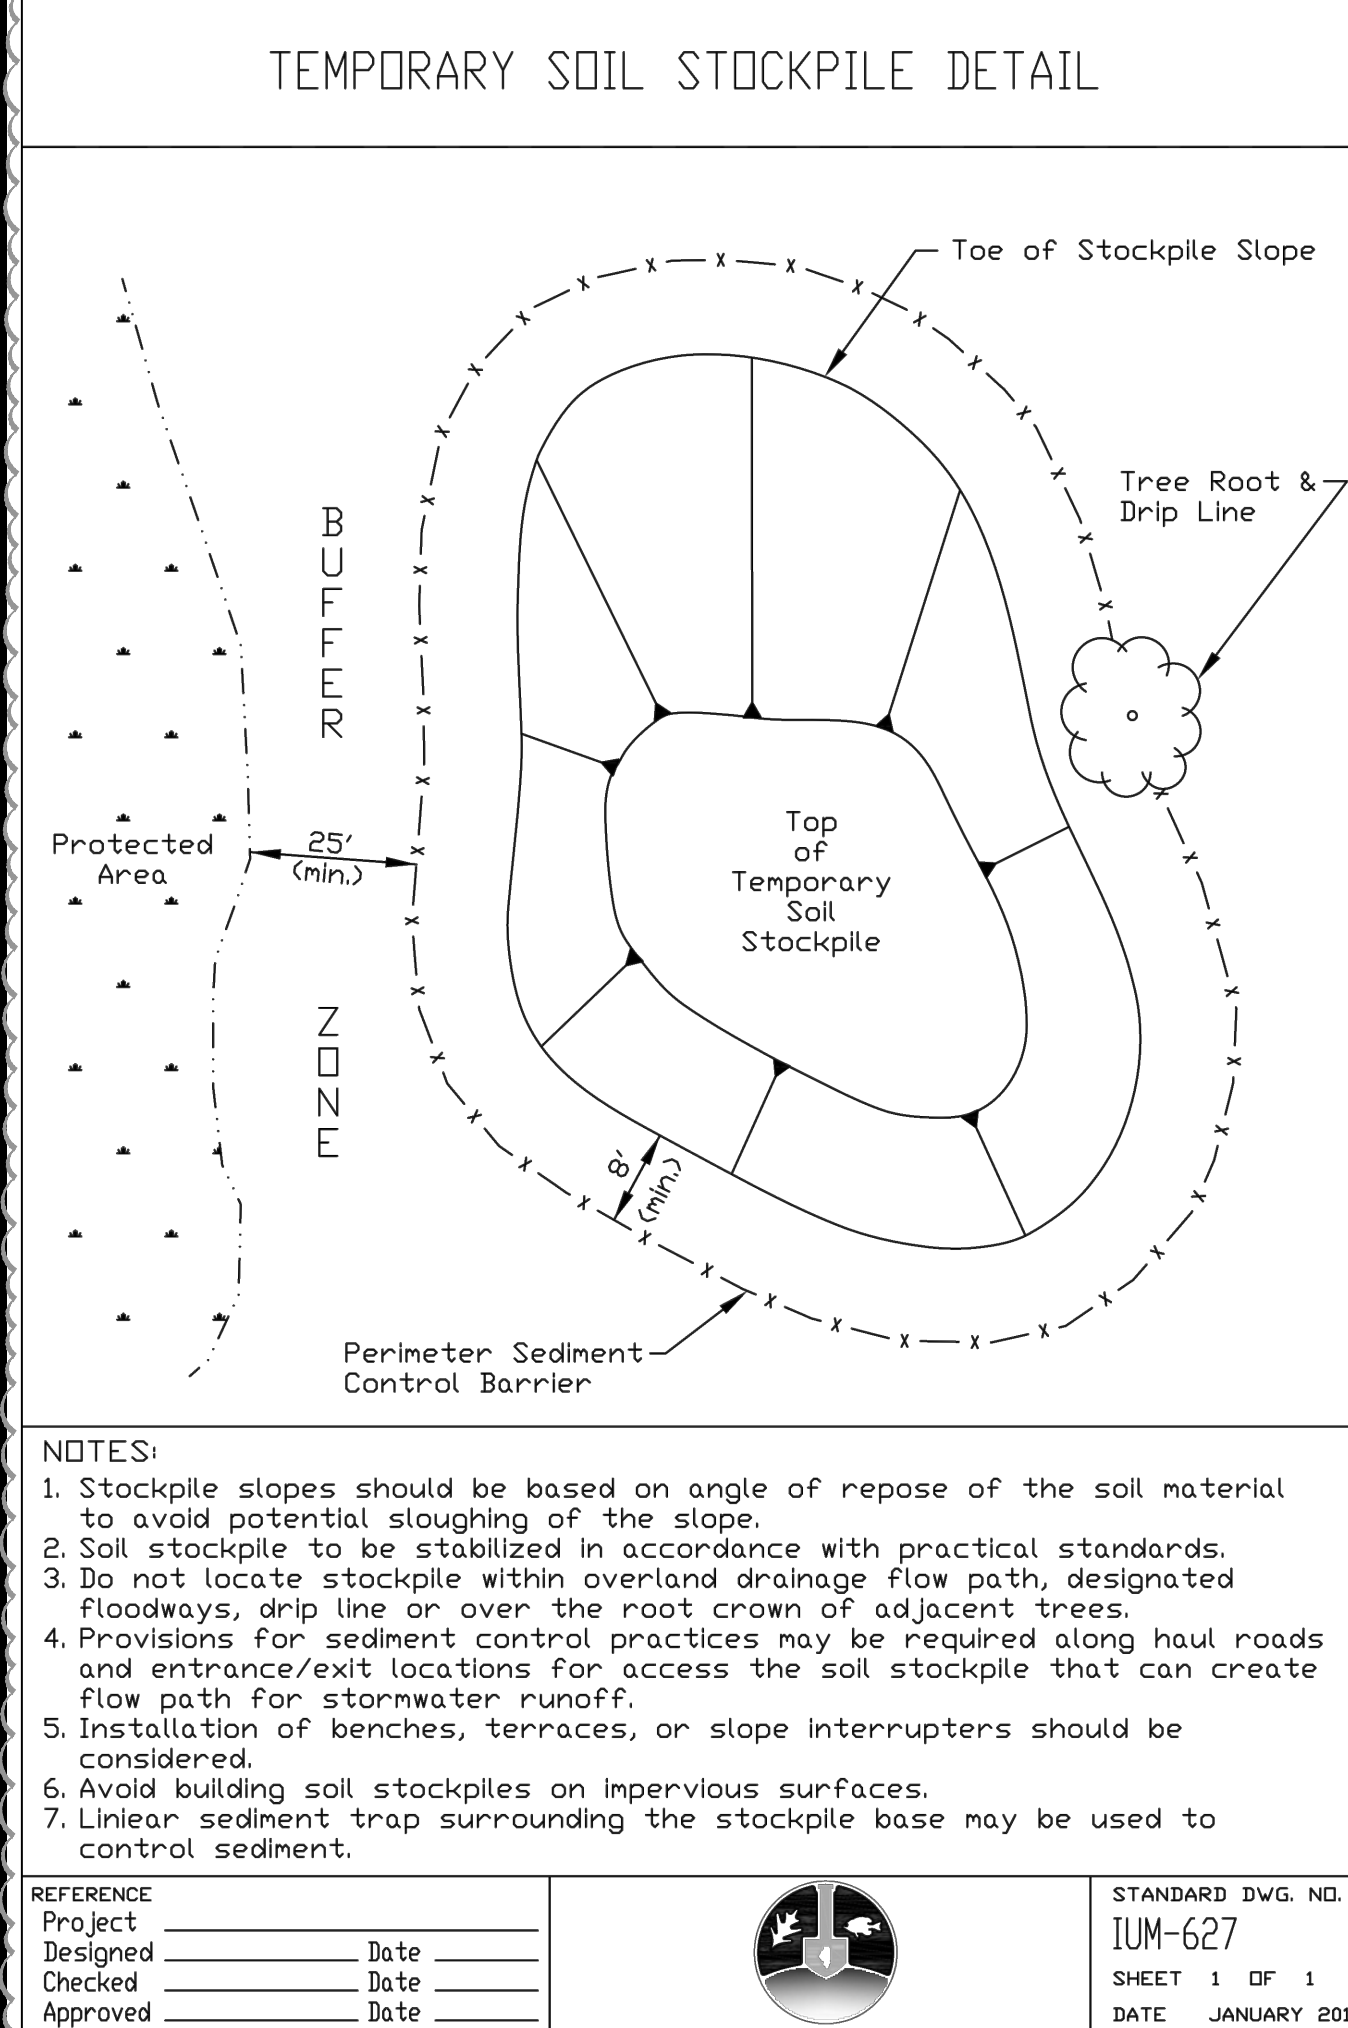 TEMPORARY SOIL STOCKPILE DETAIL
Toe of Stockpile Slope
Tree Root &
Drip Line
BUFFER
25'
(min.)
Protected
Area
Top
of
Temporary
Soil
Stockpile
ZONE
8'
(min.)
Perimeter Sediment
Control Barrier
NOTES:
1. Stockpile slopes should be based on angle of repose of the soil material
to avoid potential sloughing of the slope.
2. Soil stockpile to be stabilized in accordance with practical standards.
3. Do not locate stockpile within overland drainage flow path, designated
floodways, drip line or over the root crown of adjacent trees.
4. Provisions for sediment control practices may be required along haul roads
and entrance/exit locations for access the soil stockpile that can create
flow path for stormwater runoff.
5. Installation of benches, terraces, or slope interrupters should be
considered.
6. Avoid building soil stockpiles on impervious surfaces.
7. Liniear sediment trap surrounding the stockpile base may be used to
control sediment.
REFERENCE
Project
Designed Date
Checked Date
Approved Date
STANDARD DWG. NO.
IUM-627
SHEET 1 OF 1
DATE JANUARY 201